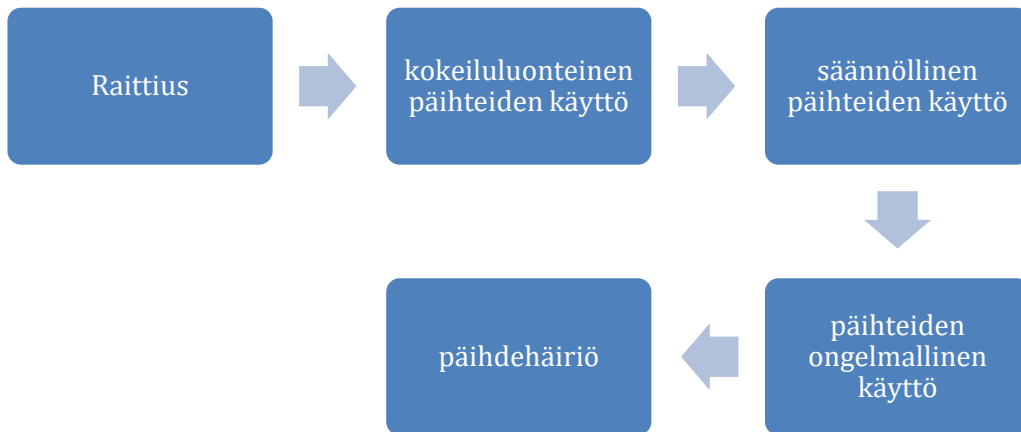 Raittius
kokeiluluonteinen
päihteiden käyttö
säännöllinen
päihteiden käyttö
päihteiden
ongelmallinen
käyttö
päihdehäiriö